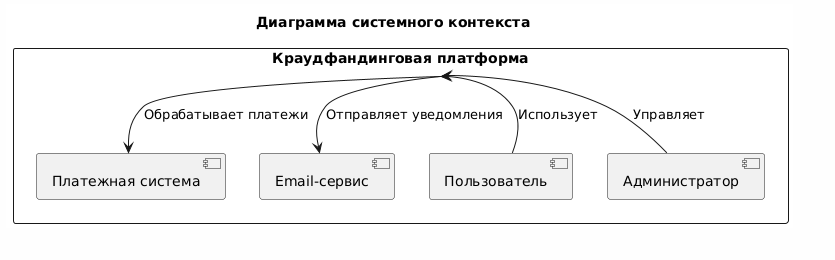 Диаграмма системного контекста
Краудфандинговая платформа
Обрабатывает платежи
Отправляет уведомления
Использует
Управляет
Платежная система
Email-сервис
Пользователь
Администратор